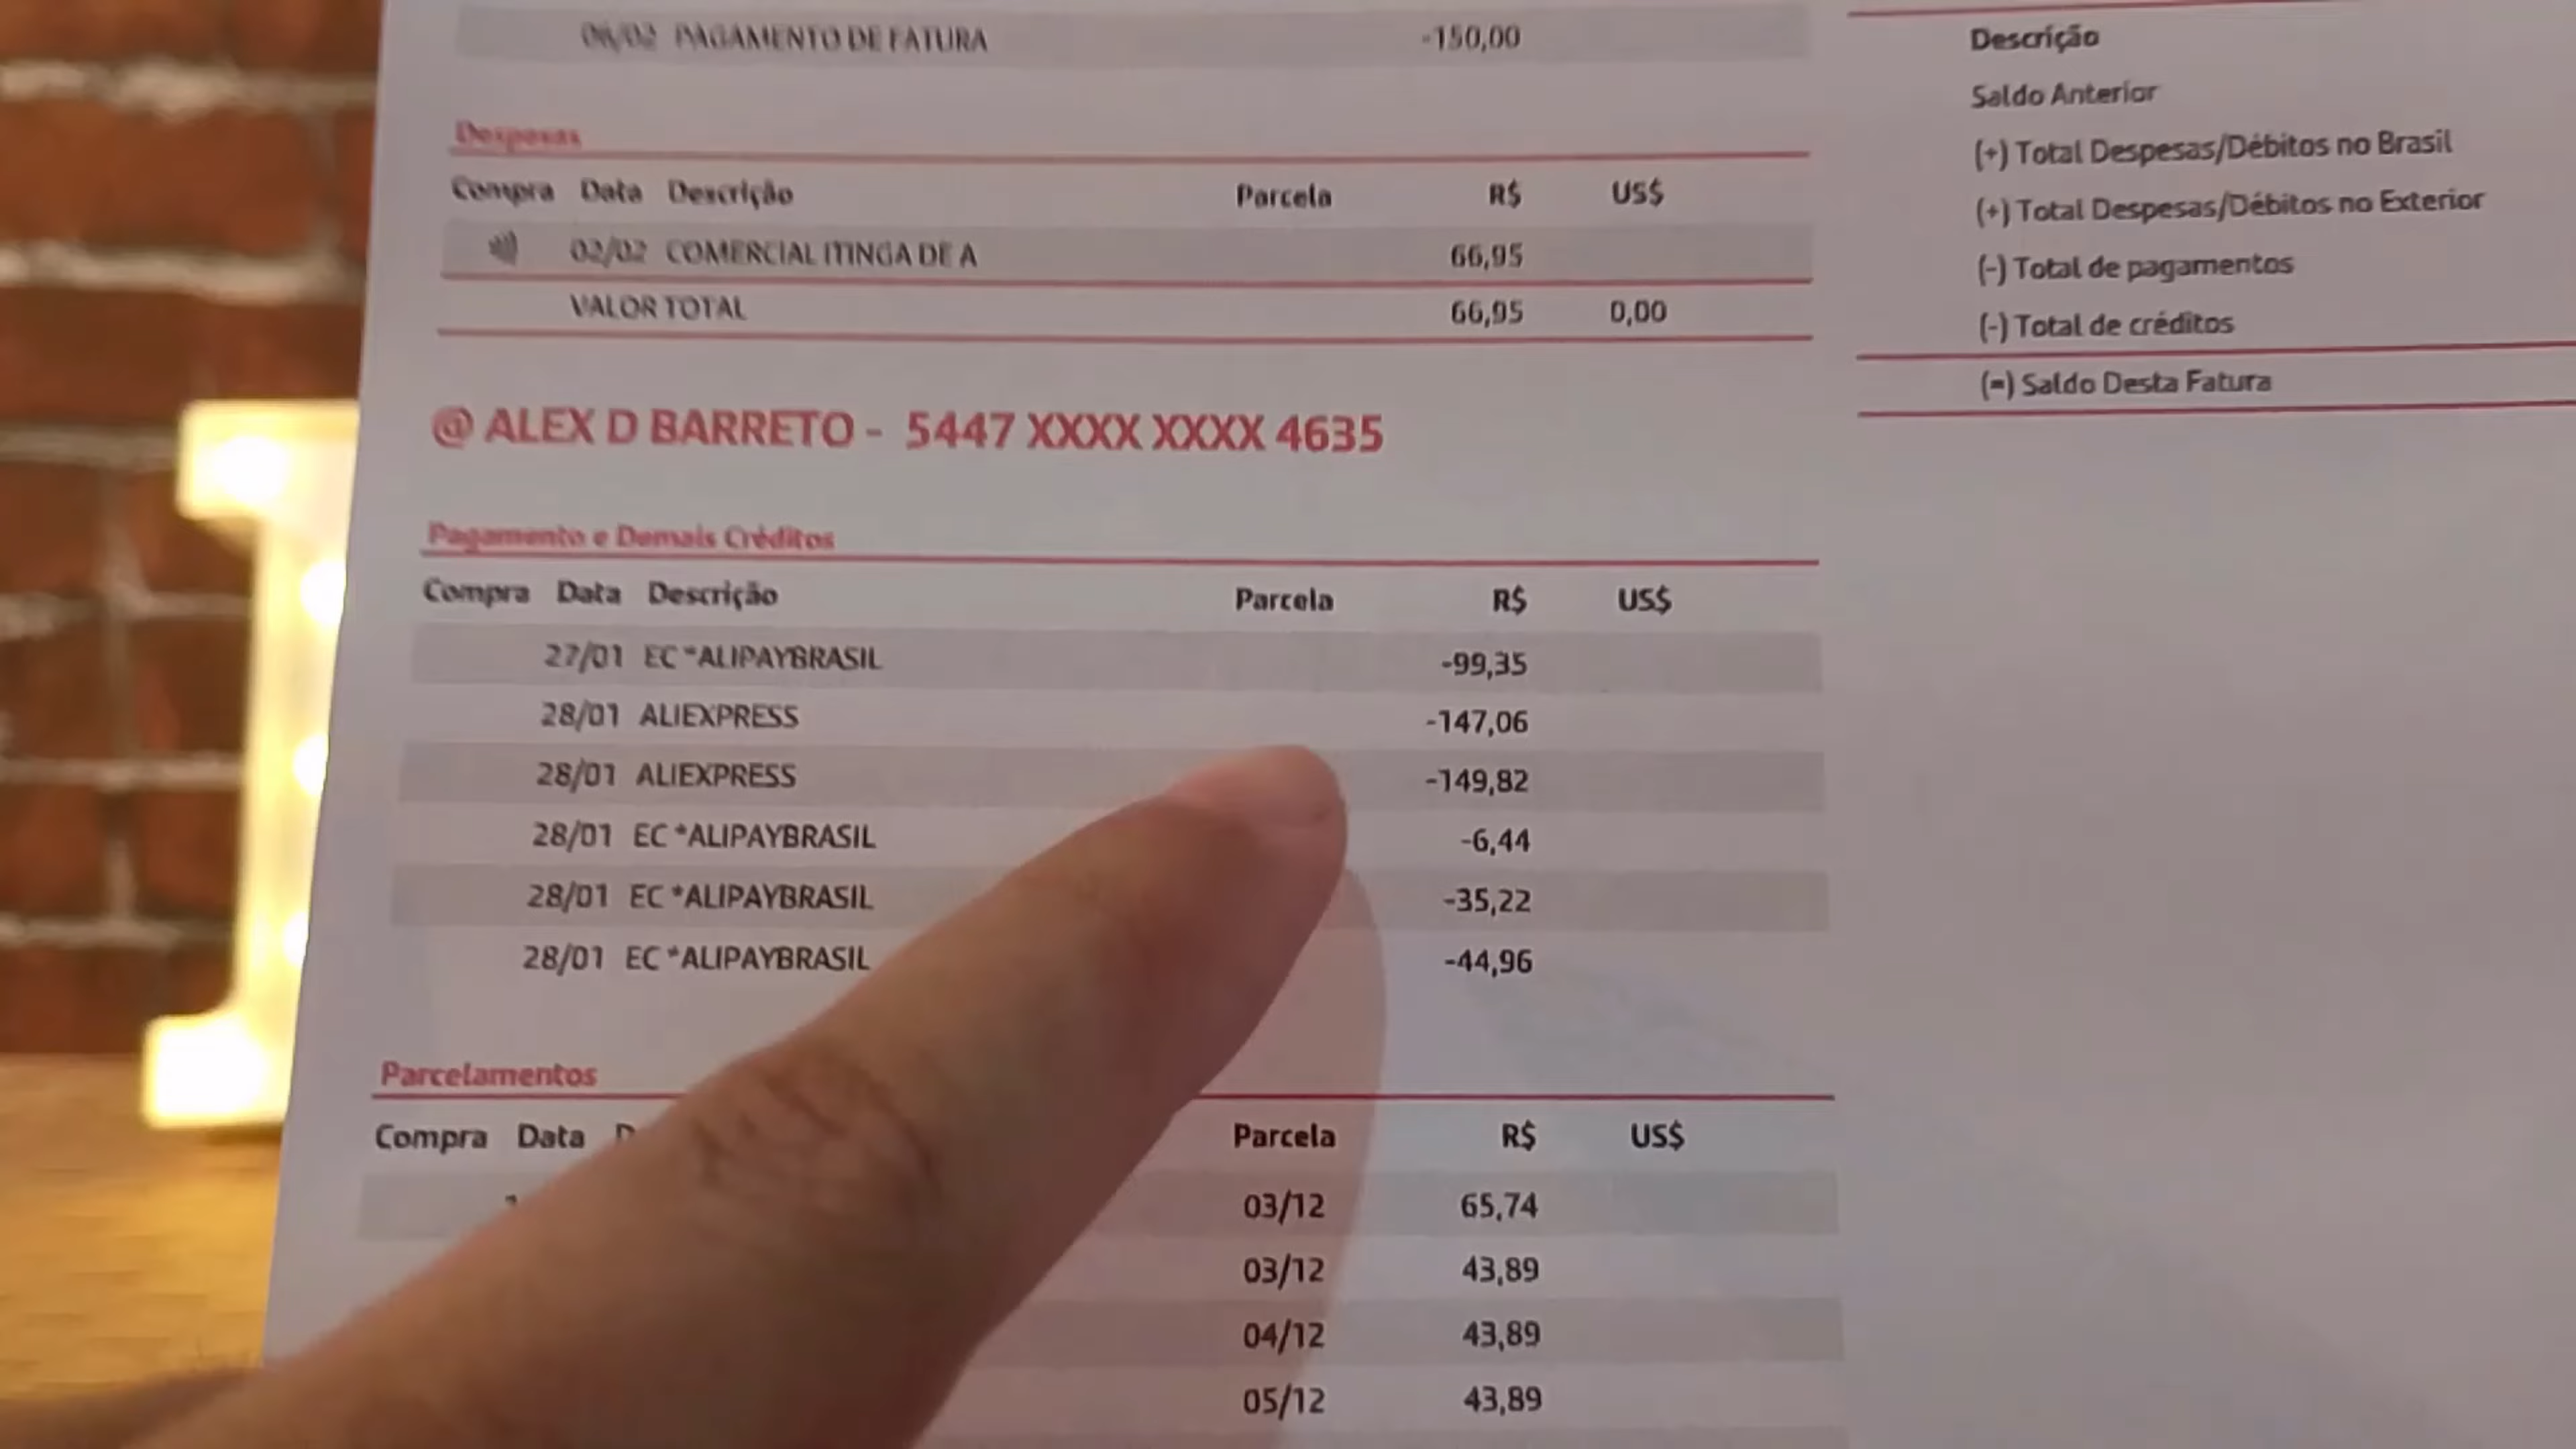 06/02 PAGAMENTO DE FATURA -150,00
Despesas
Compra Data Descrição Parcela R$ US$
02/02 COMERCIAL ITINGA DE A 66,95
VALOR TOTAL 66,95 0,00
@ ALEX D BARRETO - 5447 XXXX XXXX 4635
Pagamento e Demais Créditos
Compra Data Descrição Parcela R$ US$
27/01 EC *ALIPAYBRASIL -99,35
28/01 ALIEXPRESS -147,06
28/01 ALIEXPRESS -149,82
28/01 EC *ALIPAYBRASIL -6,44
28/01 EC *ALIPAYBRASIL -35,22
28/01 EC *ALIPAYBRASIL -44,96
Parcelamentos
Compra Data Parcela R$ US$
03/12 65,74
03/12 43,89
04/12 43,89
05/12 43,89
Descrição
Saldo Anterior
(+) Total Despesas/Débitos no Brasil
(+) Total Despesas/Débitos no Exterior
(-) Total de pagamentos
(-) Total de créditos
(=) Saldo Desta Fatura